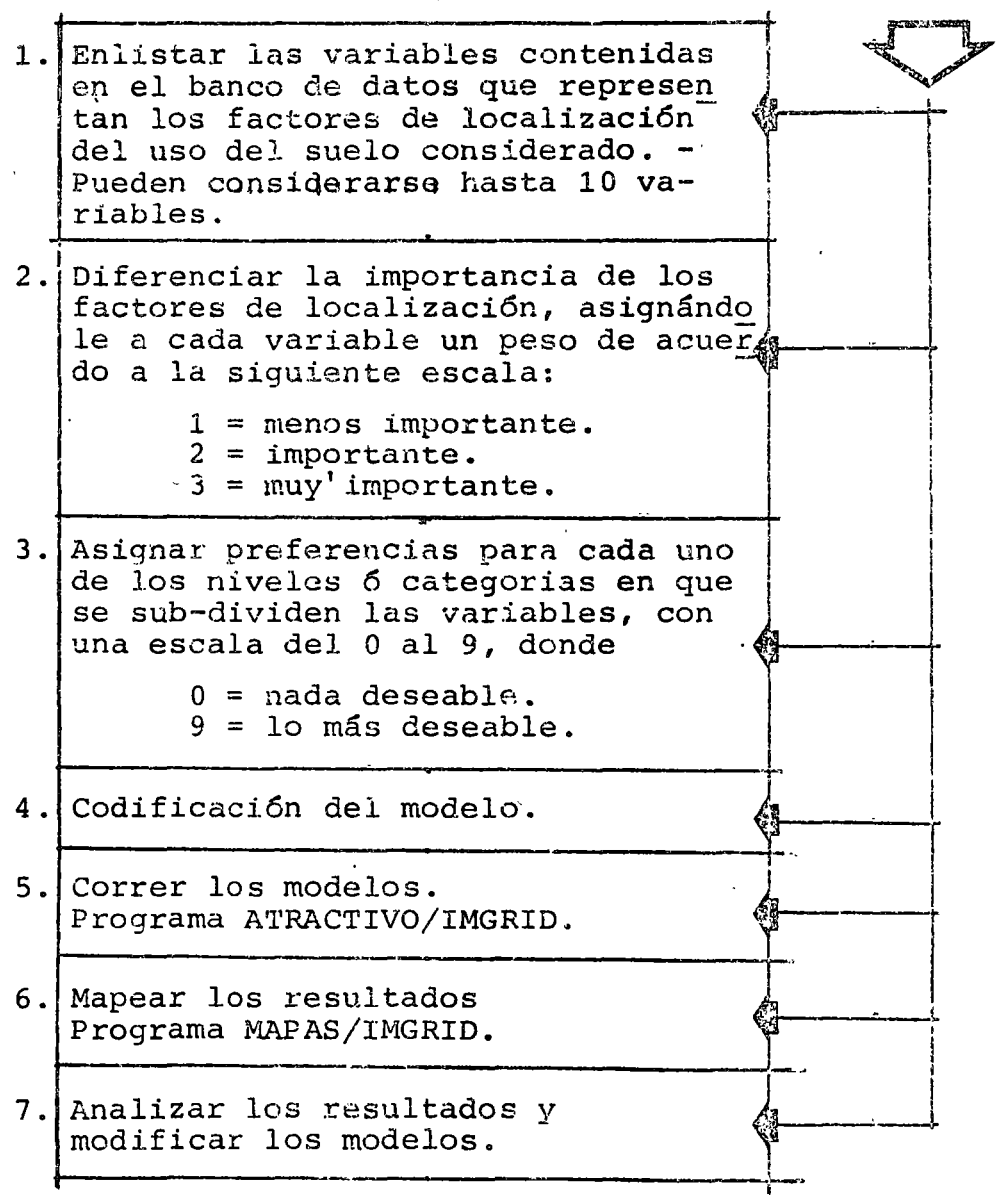 1. Enlistar las variables contenidas
en el banco de datos que represen
tan los factores de localización
del uso del suelo considerado. -
Pueden considerarse hasta 10 va-
riables.
2. Diferenciar la importancia de los
factores de localización, asignándo
le a cada variable un peso de acuer
do a la siguiente escala:
1 = menos importante.
2 = importante.
3 = muy importante.
3. Asignar preferencias para cada uno
de los niveles ó categorias en que
se sub-dividen las variables, con
una escala del 0 al 9, donde
0 = nada deseable.
9 = lo más deseable.
4. Codificación del modelo.
5. Correr los modelos.
Programa ATRACTIVO/IMGRID.
6. Mapear los resultados
Programa MAPAS/IMGRID.
7. Analizar los resultados y
modificar los modelos.